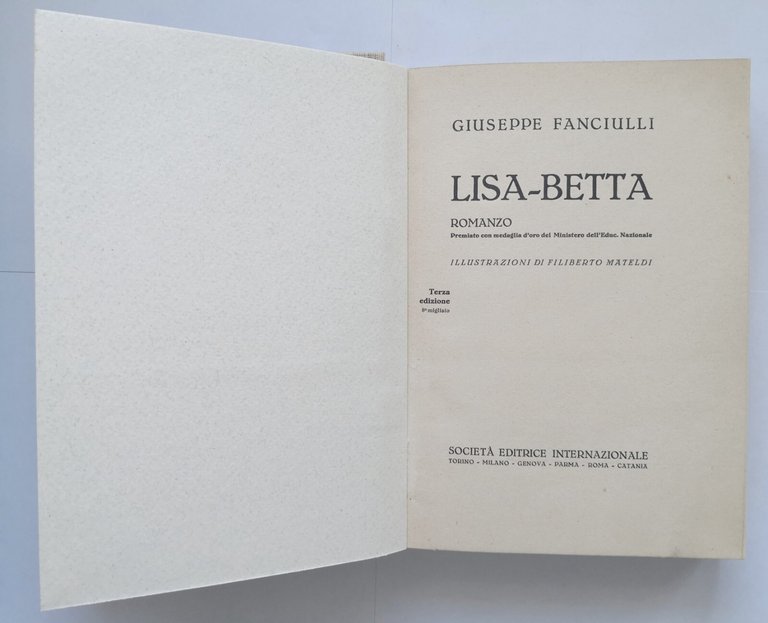 GIUSEPPE FANCIULLI
LISA-BETTA
ROMANZO
Premiato con medaglia d'oro del Ministero dell'Educ. Nazionale
ILLUSTRAZIONI DI FILIBERTO MATELDI
Terza
edizione
migliaio
SOCIETÀ EDITRICE INTERNAZIONALE
TORINO - MILANO - GENOVA - PARMA - ROMA - CATANIA